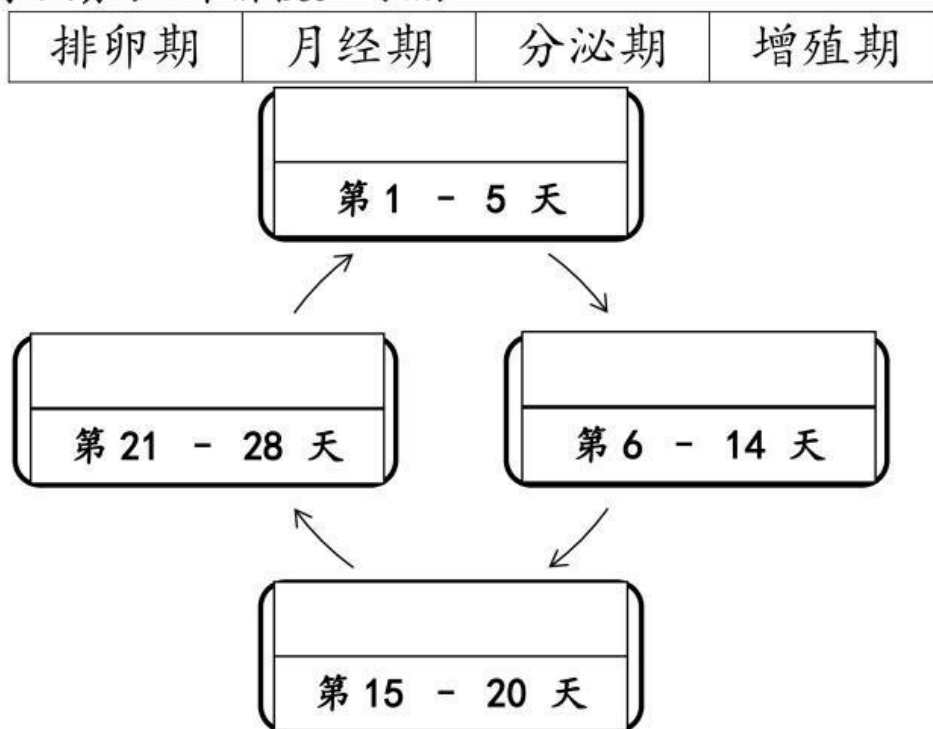 排卵期 月经期 分泌期 增殖期
第 1 - 5 天
第 21 - 28 天
第 6 - 14 天
第 15 - 20 天